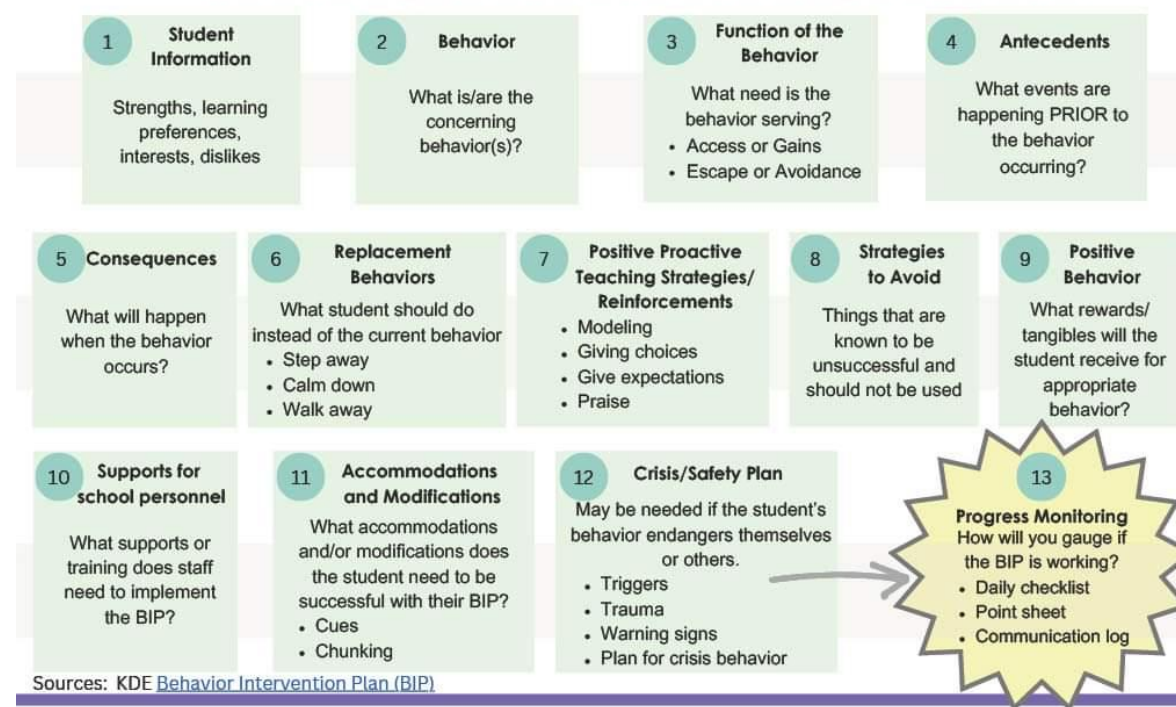 1
Student
Information
Strengths, learning
preferences,
interests, dislikes
2
Behavior
What is/are the
concerning
behavior(s)?
3
Function of the
Behavior
What need is the
behavior serving?
• Access or Gains
• Escape or Avoidance
4
Antecedents
What events are
happening PRIOR to
the behavior
occurring?
5
Consequences
What will happen
when the behavior
occurs?
6
Replacement
Behaviors
What student should do
instead of the current behavior
• Step away
• Calm down
• Walk away
7
Positive Proactive
Teaching Strategies/
Reinforcements
• Modeling
• Giving choices
• Give expectations
• Praise
8
Strategies
to Avoid
Things that are
known to be
unsuccessful and
should not be used
9
Positive
Behavior
What rewards/
tangibles will the
student receive for
appropriate
behavior?
10
Supports for
school personnel
What supports or
training does staff
need to implement
the BIP?
11
Accommodations
and Modifications
What accommodations
and/or modifications does
the student need to be
successful with their BIP?
• Cues
• Chunking
12
Crisis/Safety Plan
May be needed if the student's
behavior endangers themselves
or others.
• Triggers
• Trauma
• Warning signs
• Plan for crisis behavior
13
Progress Monitoring
How will you gauge if
the BIP is working?
• Daily checklist
• Point sheet
• Communication log
Sources: KDE Behavior Intervention Plan (BIP)